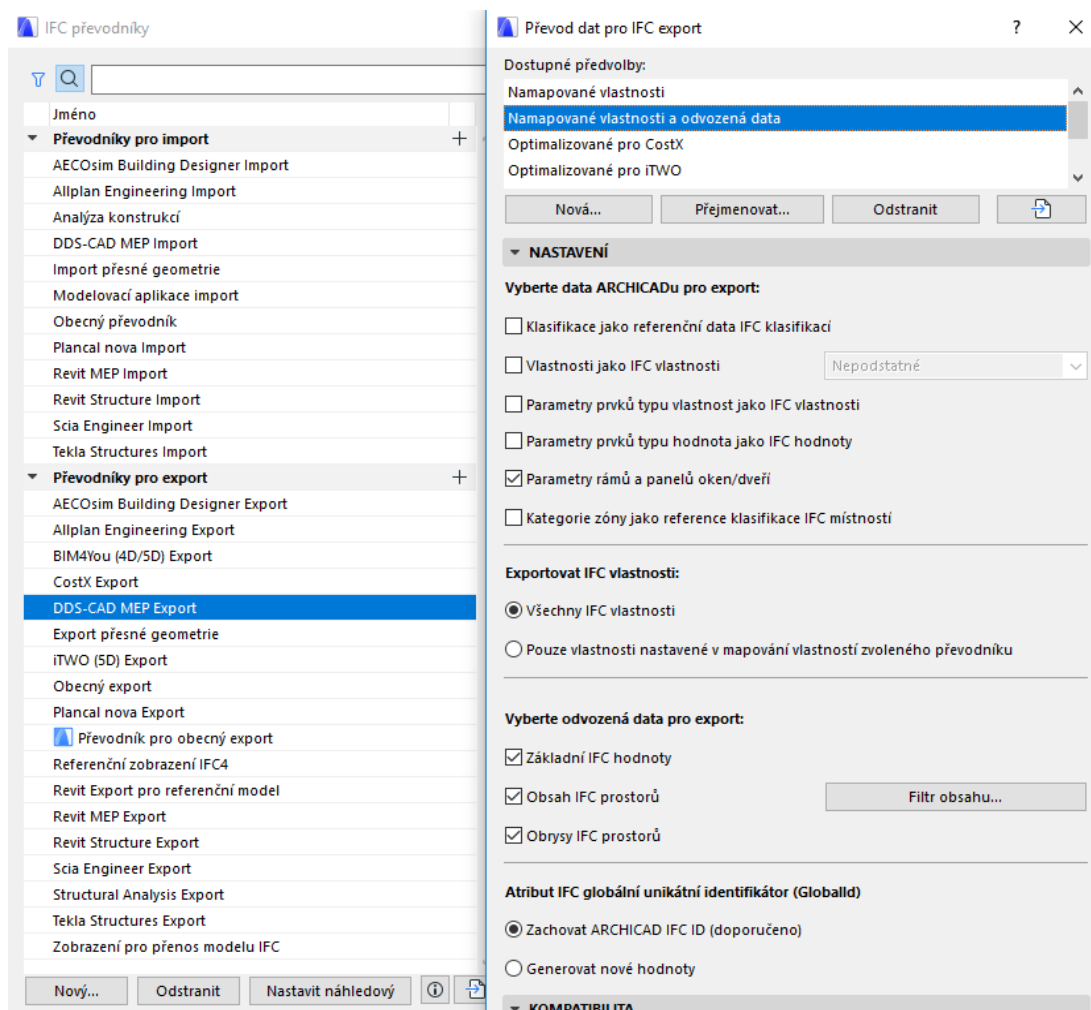 IFC převodníky
Jméno
Převodníky pro import
AECOsim Building Designer Import
Allplan Engineering Import
Analýza konstrukcí
DDS-CAD MEP Import
Import přesné geometrie
Modelovací aplikace import
Obecný převodník
Plancal nova Import
Revit MEP Import
Revit Structure Import
Scia Engineer Import
Tekla Structures Import
Převodníky pro export
AECOsim Building Designer Export
Allplan Engineering Export
BIM4You (4D/5D) Export
CostX Export
DDS-CAD MEP Export
Export přesné geometrie
iTWO (5D) Export
Obecný export
Plancal nova Export
Převodník pro obecný export
Referenční zobrazení IFC4
Revit Export pro referenční model
Revit MEP Export
Revit Structure Export
Scia Engineer Export
Structural Analysis Export
Tekla Structures Export
Zobrazení pro přenos modelu IFC
Nový... Odstranit Nastavit náhledový
Převod dat pro IFC export ?
Dostupné předvolby:
Namapované vlastnosti
Namapované vlastnosti a odvozená data
Optimalizované pro CostX
Optimalizované pro iTWO
Nová... Přejmenovat... Odstranit
NASTAVENÍ
Vyberte data ARCHICADu pro export:
Klasifikace jako referenční data IFC klasifikací
Vlastnosti jako IFC vlastnosti Nepodstatné
Parametry prvků typu vlastnost jako IFC vlastnosti
Parametry prvků typu hodnota jako IFC hodnoty
Parametry rámů a panelů oken/dveří
Kategorie zóny jako reference klasifikace IFC místností
Exportovat IFC vlastnosti:
Všechny IFC vlastnosti
Pouze vlastnosti nastavené v mapování vlastností zvoleného převodníku
Vyberte odvozená data pro export:
Základní IFC hodnoty
Obsah IFC prostorů Filtr obsahu...
Obrysy IFC prostorů
Atribut IFC globální unikátní identifikátor (GlobalId)
Zachovat ARCHICAD IFC ID (doporučeno)
Generovat nové hodnoty
KOMPATIBILITA